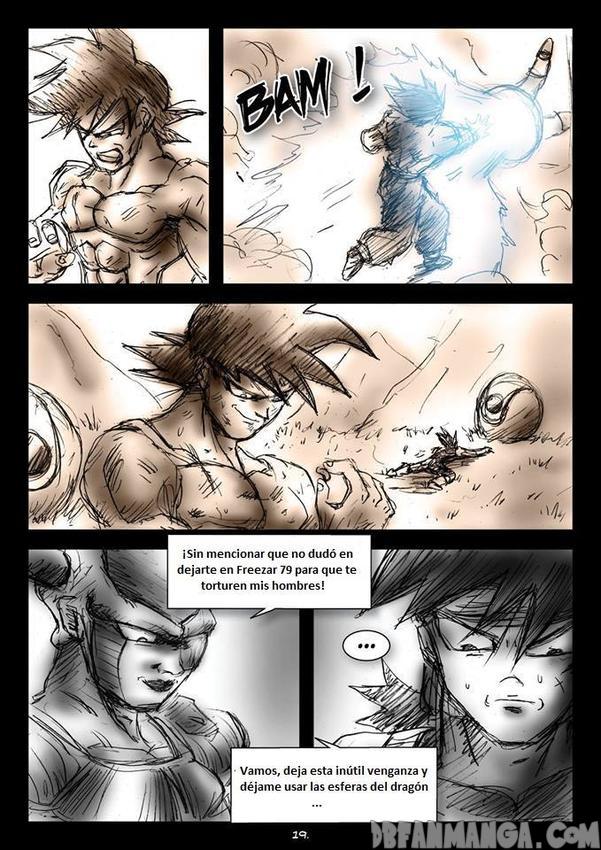 BAM !
¡Sin mencionar que no dudó en
dejarte en Freezar 79 para que te
torturen mis hombres!
...
Vamos, deja esta inútil venganza y
déjame usar las esferas del dragón
...
19.
DBFANMANGA.COM